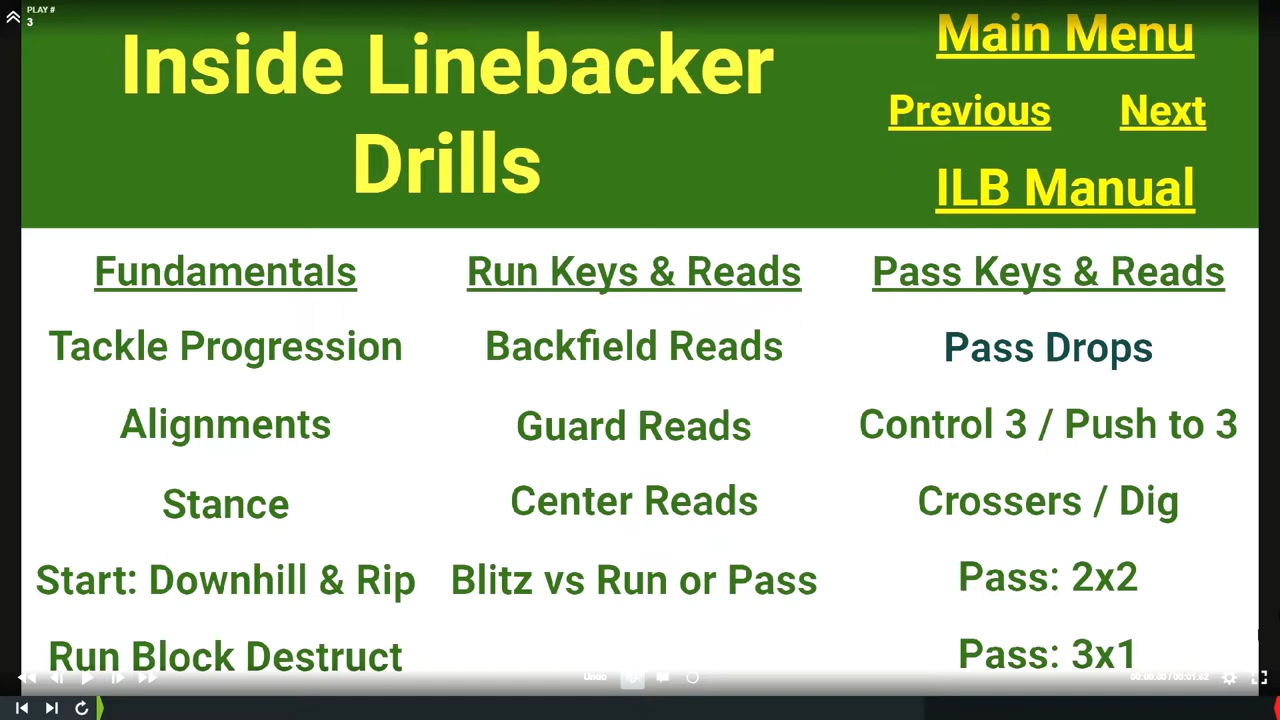 PLAY #
3
Inside Linebacker
Drills
Main Menu
Previous Next
ILB Manual
Fundamentals
Tackle Progression
Alignments
Stance
Start: Downhill & Rip
Run Block Destruct
Run Keys & Reads
Backfield Reads
Guard Reads
Center Reads
Blitz vs Run or Pass
Pass Keys & Reads
Pass Drops
Control 3 / Push to 3
Crossers / Dig
Pass: 2x2
Pass: 3x1
Undo